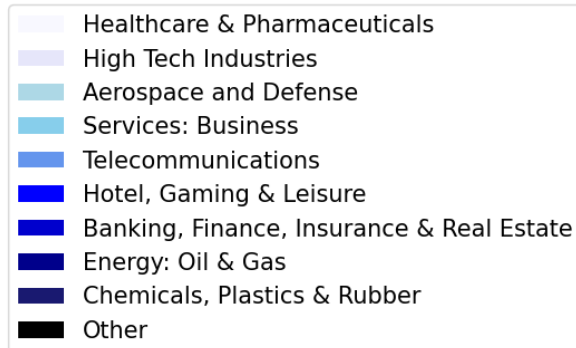 Healthcare & Pharmaceuticals
High Tech Industries
Aerospace and Defense
Services: Business
Telecommunications
Hotel, Gaming & Leisure
Banking, Finance, Insurance & Real Estate
Energy: Oil & Gas
Chemicals, Plastics & Rubber
Other